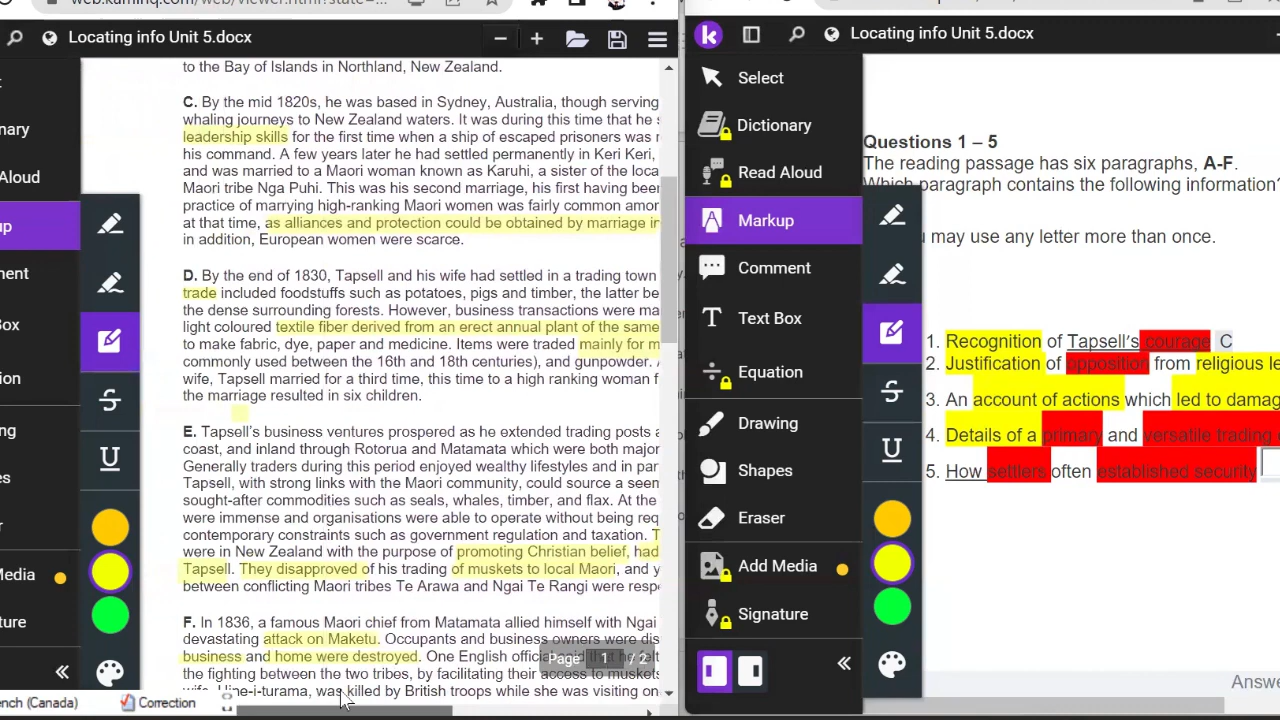 Locating info Unit 5.docx
to the Bay of Islands in Northland, New Zealand.
C. By the mid 1820s, he was based in Sydney, Australia, though serving
whaling journeys to New Zealand waters. It was during this time that he s
leadership skills for the first time when a ship of escaped prisoners was r
his command. A few years later he had settled permanently in Keri Keri,
and was married to a Maori woman known as Karuhi, a sister of the loca
Maori tribe Nga Puhi. This was his second marriage, his first having been
practice of marrying high-ranking Maori women was fairly common amor
at that time, as alliances and protection could be obtained by marriage in
in addition, European women were scarce.
D. By the end of 1830, Tapsell and his wife had settled in a trading town
trade included foodstuffs such as potatoes, pigs and timber, the latter be
the dense surrounding forests. However, business transactions were ma
light coloured textile fiber derived from an erect annual plant of the same
to make fabric, dye, paper and medicine. Items were traded mainly for m
commonly used between the 16th and 18th centuries), and gunpowder. A
wife, Tapsell married for a third time, this time to a high ranking woman f
the marriage resulted in six children.
E. Tapsell's business ventures prospered as he extended trading posts a
coast, and inland through Rotorua and Matamata which were both major
Generally traders during this period enjoyed wealthy lifestyles and in par
Tapsell, with strong links with the Maori community, could source a seem
sought-after commodities such as seals, whales, timber, and flax. At the
were immense and organisations were able to operate without being req
contemporary constraints such as government regulation and taxation. T
were in New Zealand with the purpose of promoting Christian belief, had
Tapsell. They disapproved of his trading of muskets to local Maori, and y
between conflicting Maori tribes Te Arawa and Ngai Te Rangi were respe
F. In 1836, a famous Maori chief from Matamata allied himself with Ngai
devastating attack on Maketu. Occupants and business owners were dis
business and home were destroyed. One English offici
the fighting between the two tribes, by facilitating their access to muskets
wife, Hine-i-turama, was killed by British troops while she was visiting on
Page 1 / 2
onary
Aloud
up
ment
Box
ion
ng
es
r
Media
ture
ench (Canada)
Correction
Locating info Unit 5.docx
Select
Dictionary
Read Aloud
Markup
Comment
Text Box
Equation
Drawing
Shapes
Eraser
Add Media
Signature
Questions 1 – 5
The reading passage has six paragraphs, A-F.
Which paragraph contains the following information?
u may use any letter more than once.
1. Recognition of Tapsell's courage C
2. Justification of opposition from religious le
3. An account of actions which led to damag
4. Details of a primary and versatile trading
5. How settlers often established security
Answe